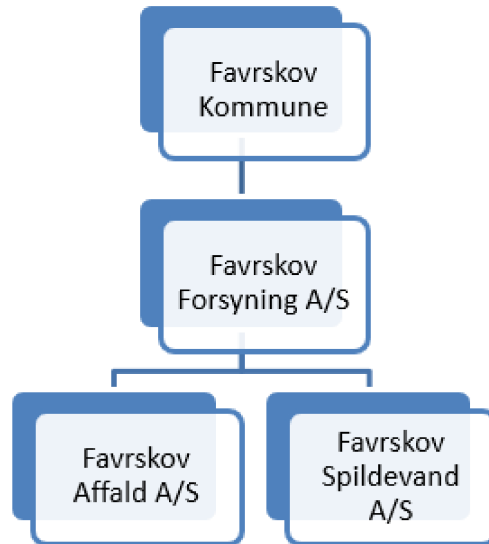 Favrskov
Kommune
Favrskov
Forsyning A/S
Favrskov
Affald A/S
Favrskov
Spildevand
A/S